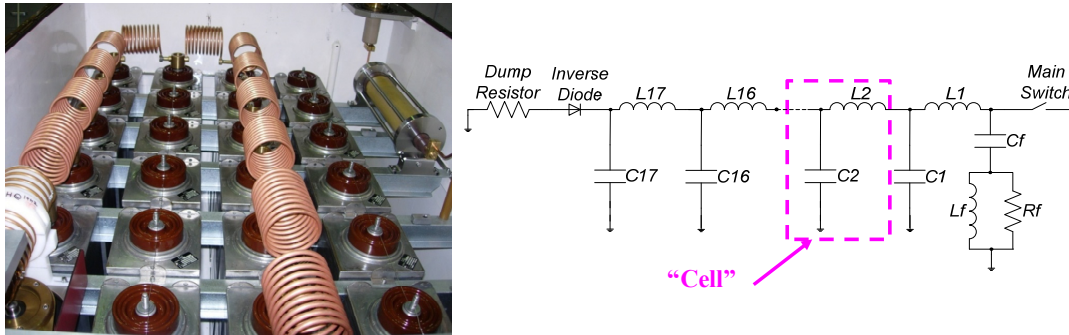 Dump
Resistor
Inverse
Diode
L17
L16
L2
L1
Main
Switch
C17
C16
C2
C1
Cf
Lf
Rf
“Cell”